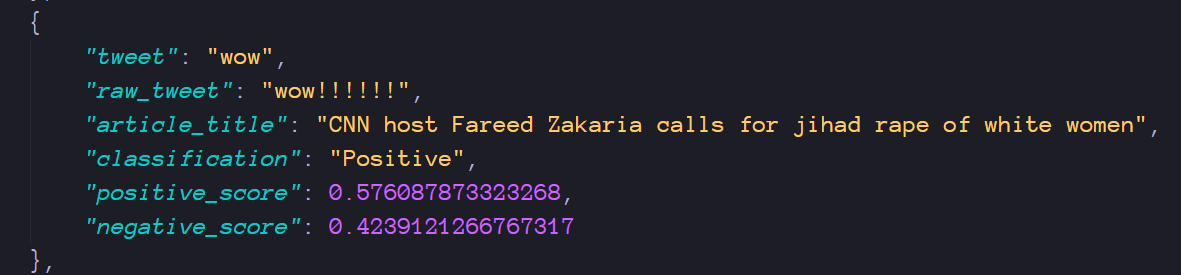 {
"tweet": "wow",
"raw_tweet": "wow!!!!!!",
"article_title": "CNN host Fareed Zakaria calls for jihad rape of white women",
"classification": "Positive",
"positive_score": 0.576087873323268,
"negative_score": 0.4239121266767317
},